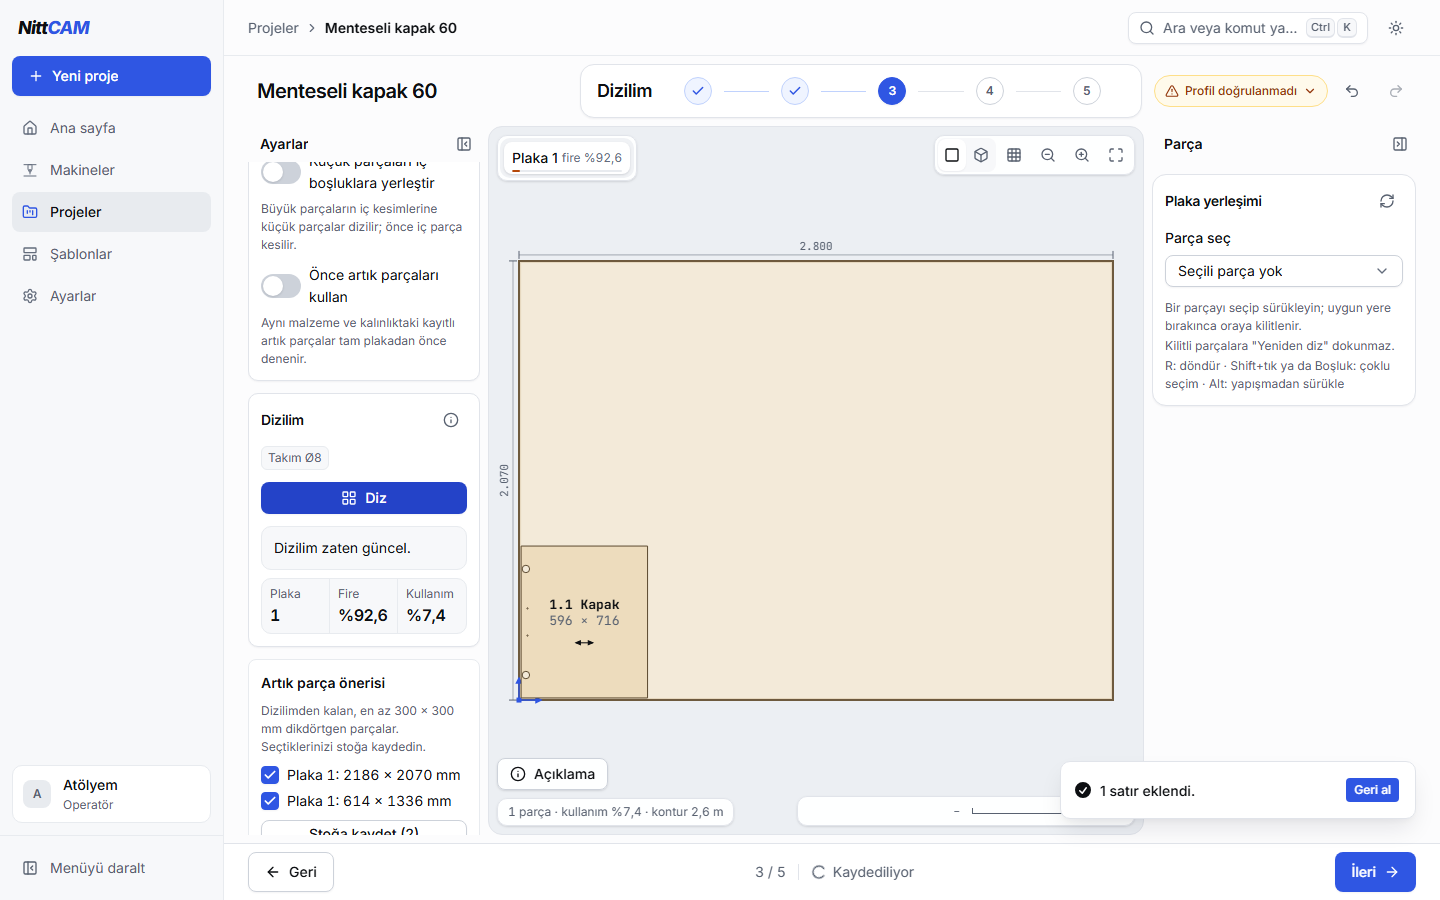 NittCAM
Yeni proje
Ana sayfa
Makineler
Projeler
Şablonlar
Ayarlar
A
Atölyem
Operatör
Menüyü daralt
Projeler > Menteseli kapak 60
Ara veya komut ya... Ctrl K
Menteseli kapak 60
Dizilim
3
4
5
Profil doğrulanmadı
Ayarlar
Küçük parçaları iç
boşluklara yerleştir
Büyük parçaların iç kesimlerine
küçük parçalar dizilir; önce iç parça
kesilir.
Önce artık parçaları
kullan
Aynı malzeme ve kalınlıktaki kayıtlı
artık parçalar tam plakadan önce
denenir.
Dizilim
Takım Ø8
Diz
Dizilim zaten güncel.
Plaka Fire Kullanım
1 %92,6 %7,4
Artık parça önerisi
Dizilimden kalan, en az 300 × 300
mm dikdörtgen parçalar.
Seçtiklerinizi stoğa kaydedin.
Plaka 1: 2186 × 2070 mm
Plaka 1: 614 × 1336 mm
Stoğa kaydet (2)
Plaka 1 fire %92,6
2.800
2.070
1.1 Kapak
596 × 716
Açıklama
1 parça · kullanım %7,4 · kontur 2,6 m
–
Parça
Plaka yerleşimi
Parça seç
Seçili parça yok
Bir parçayı seçip sürükleyin; uygun yere
bırakınca oraya kilitlenir.
Kilitli parçalara "Yeniden diz" dokunmaz.
R: döndür · Shift+tık ya da Boşluk: çoklu
seçim · Alt: yapışmadan sürükle
1 satır eklendi.
Geri al
Geri
3 / 5
Kaydediliyor
İleri